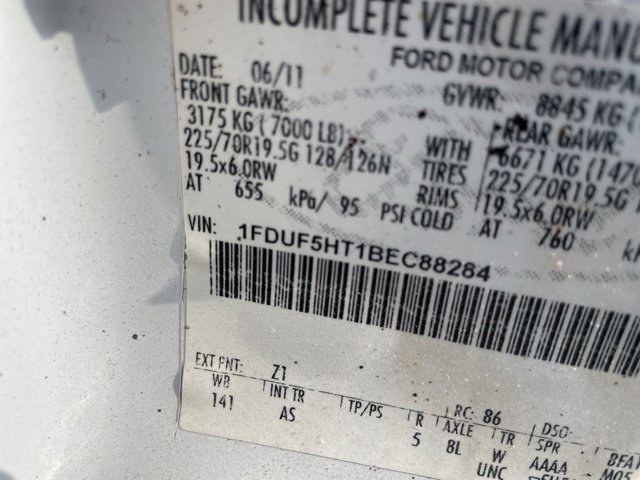 INCOMPLETE VEHICLE MANU
FORD MOTOR COMPA
DATE: 06/11 GVWR: 8845 KG (
FRONT GAWR: REAR GAWR:
3175 KG ( 7000 LB) WITH 6671 KG (1470
225/70R19.5G 128/126N TIRES 225/70R19.5G
19.5x6.0RW RIMS 19.5x6.0RW
AT 655 kPa/ 95 PSI COLD AT 760 k
VIN: 1FDUF5HT1BEC88284
EXT PNT: Z1 RC: 86 DSO:
WB INT TR TP/PS R AXLE TR SPR BFA
141 AS 5 8L W AAAA M05
UNC